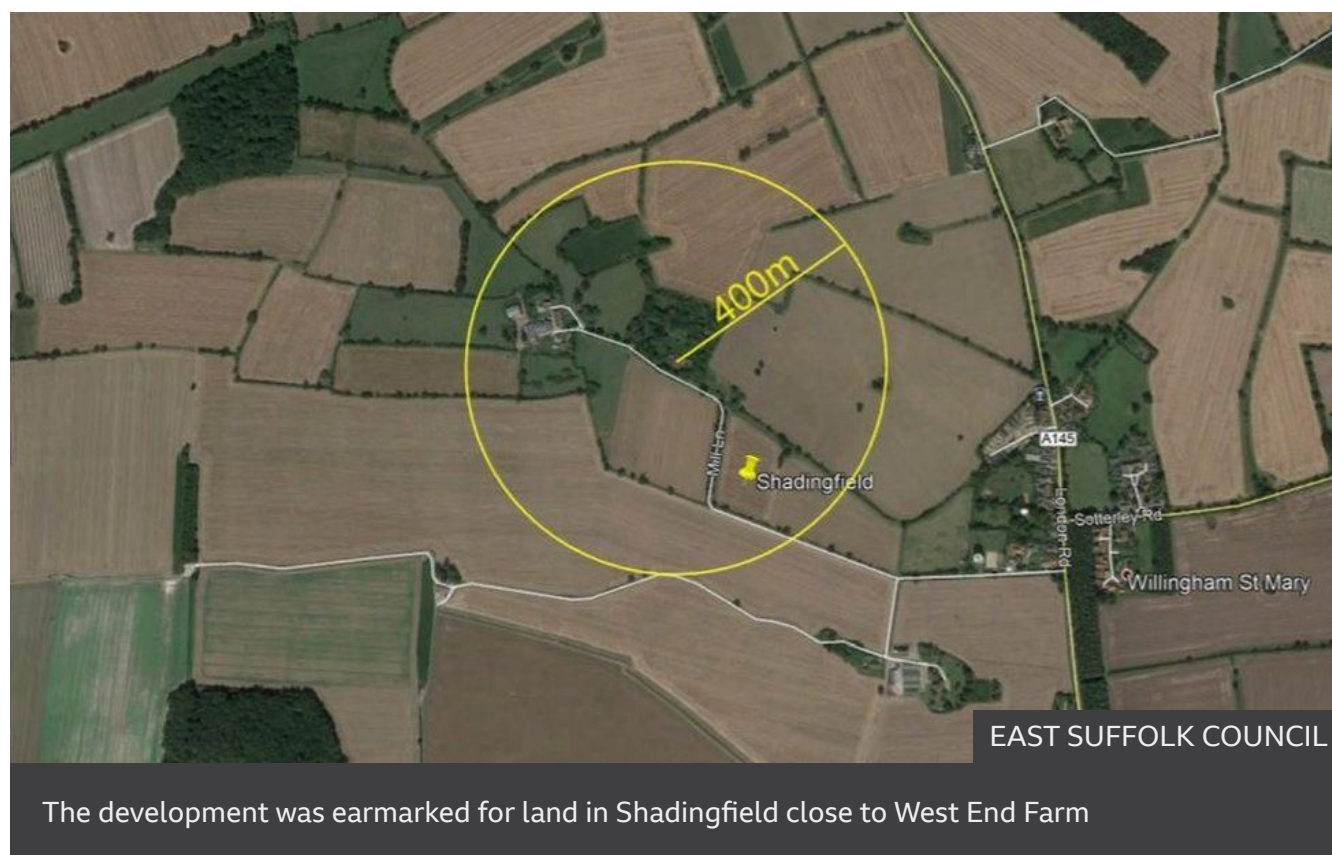 400m
A145
Mill Ln
Shadingfield
London Rd
Sotterley Rd
Willingham St Mary
EAST SUFFOLK COUNCIL
The development was earmarked for land in Shadingfield close to West End Farm